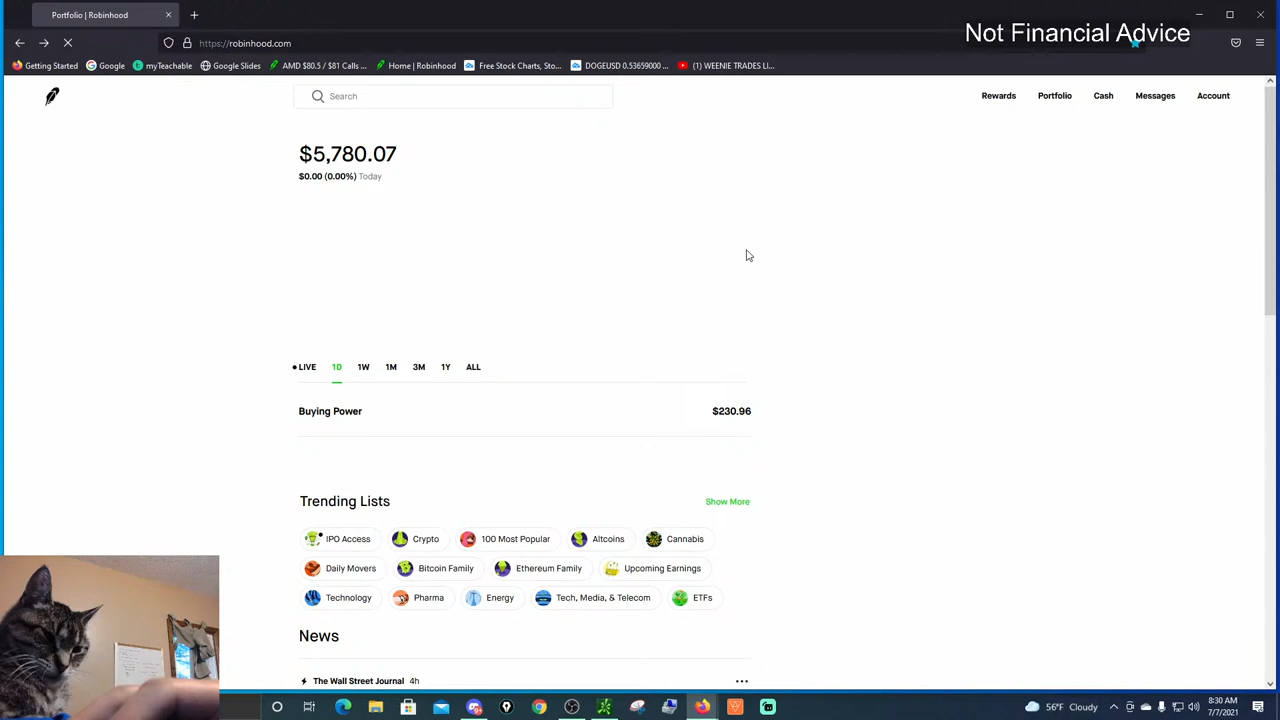 Portfolio | Robinhood
Not Financial Advice
https://robinhood.com
Getting Started
Google
myTeachable
Google Slides
AMD $80.5 / $81 Calls ...
Home | Robinhood
Free Stock Charts, Sto...
DOGEUSD 0.53659000 ...
(1) WEENIE TRADES LI...
Search
Rewards
Portfolio
Cash
Messages
Account
$5,780.07
$0.00 (0.00%) Today
LIVE 1D 1W 1M 3M 1Y ALL
Buying Power $230.96
Trending Lists Show More
IPO Access Crypto 100 Most Popular Altcoins Cannabis
Daily Movers Bitcoin Family Ethereum Family Upcoming Earnings
Technology Pharma Energy Tech, Media, & Telecom ETFs
News
The Wall Street Journal 4h
56°F Cloudy
8:30 AM
7/7/2021